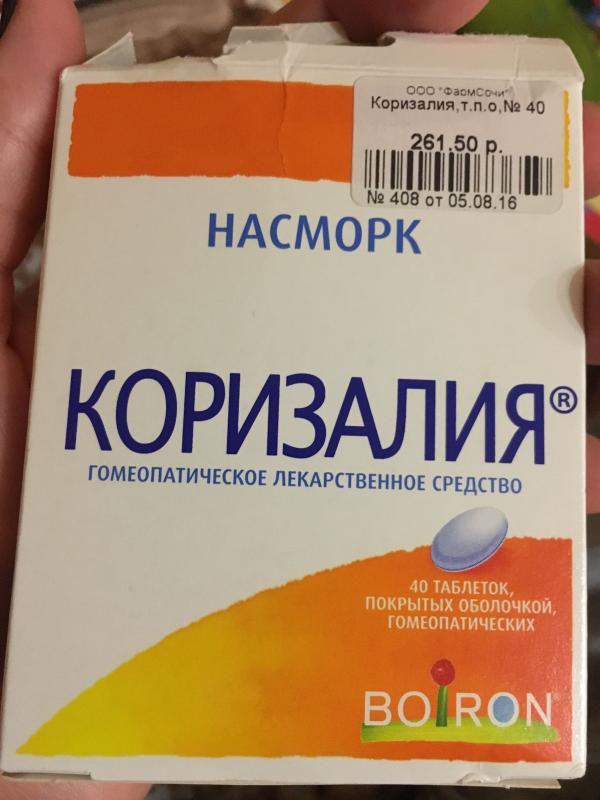 ООО "ФармСочи"
Коризалия,т.п.о,№ 40
261.50 р.
№ 408 от 05.08.16
НАСМОРК
КОРИЗАЛИЯ®
ГОМЕОПАТИЧЕСКОЕ ЛЕКАРСТВЕННОЕ СРЕДСТВО
40 ТАБЛЕТОК,
ПОКРЫТЫХ ОБОЛОЧКОЙ,
ГОМЕОПАТИЧЕСКИХ
BOIRON